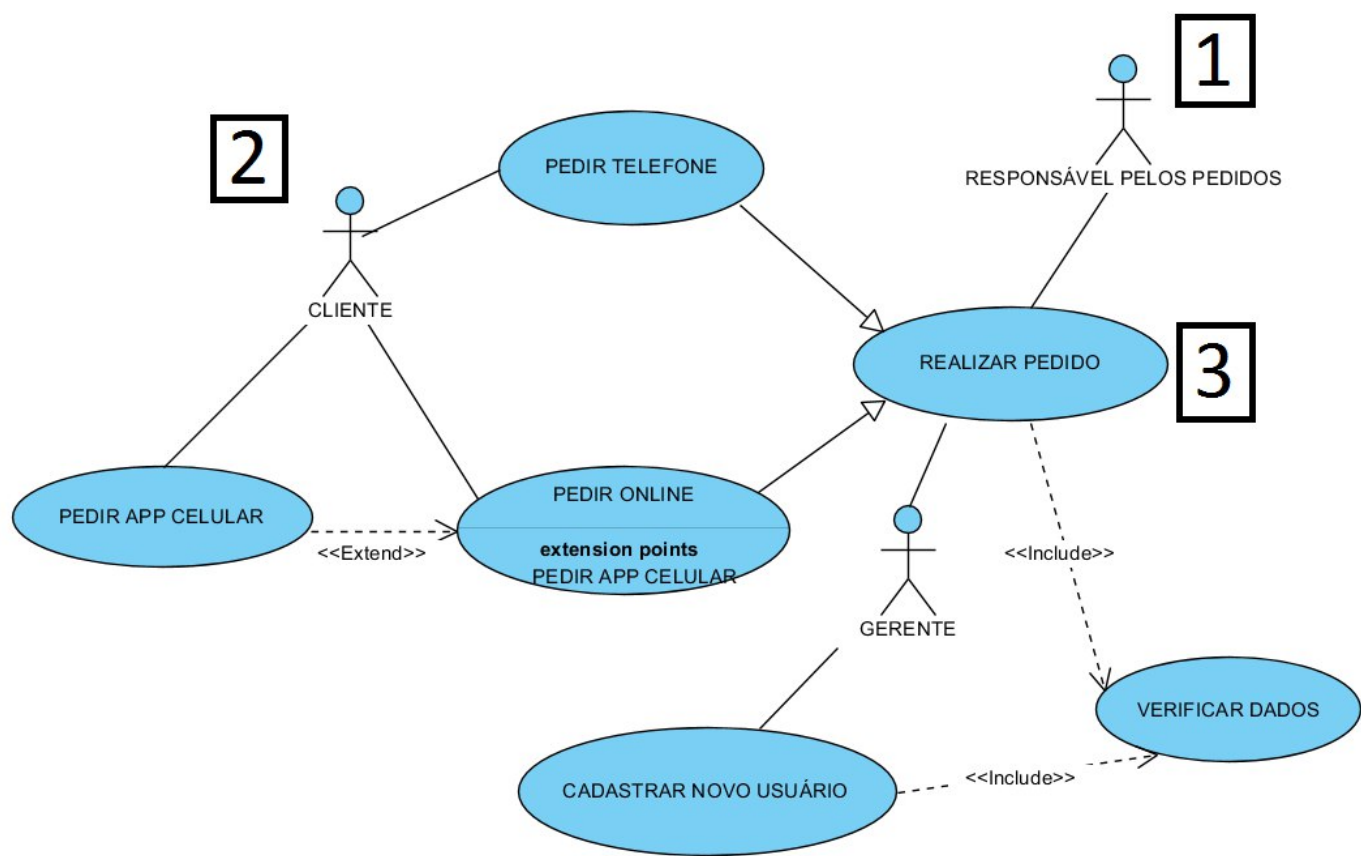 1
2
PEDIR TELEFONE
RESPONSÁVEL PELOS PEDIDOS
CLIENTE
REALIZAR PEDIDO
3
PEDIR APP CELULAR
<<Extend>>
PEDIR ONLINE
extension points
PEDIR APP CELULAR
<<Include>>
GERENTE
VERIFICAR DADOS
<<Include>>
CADASTRAR NOVO USUÁRIO